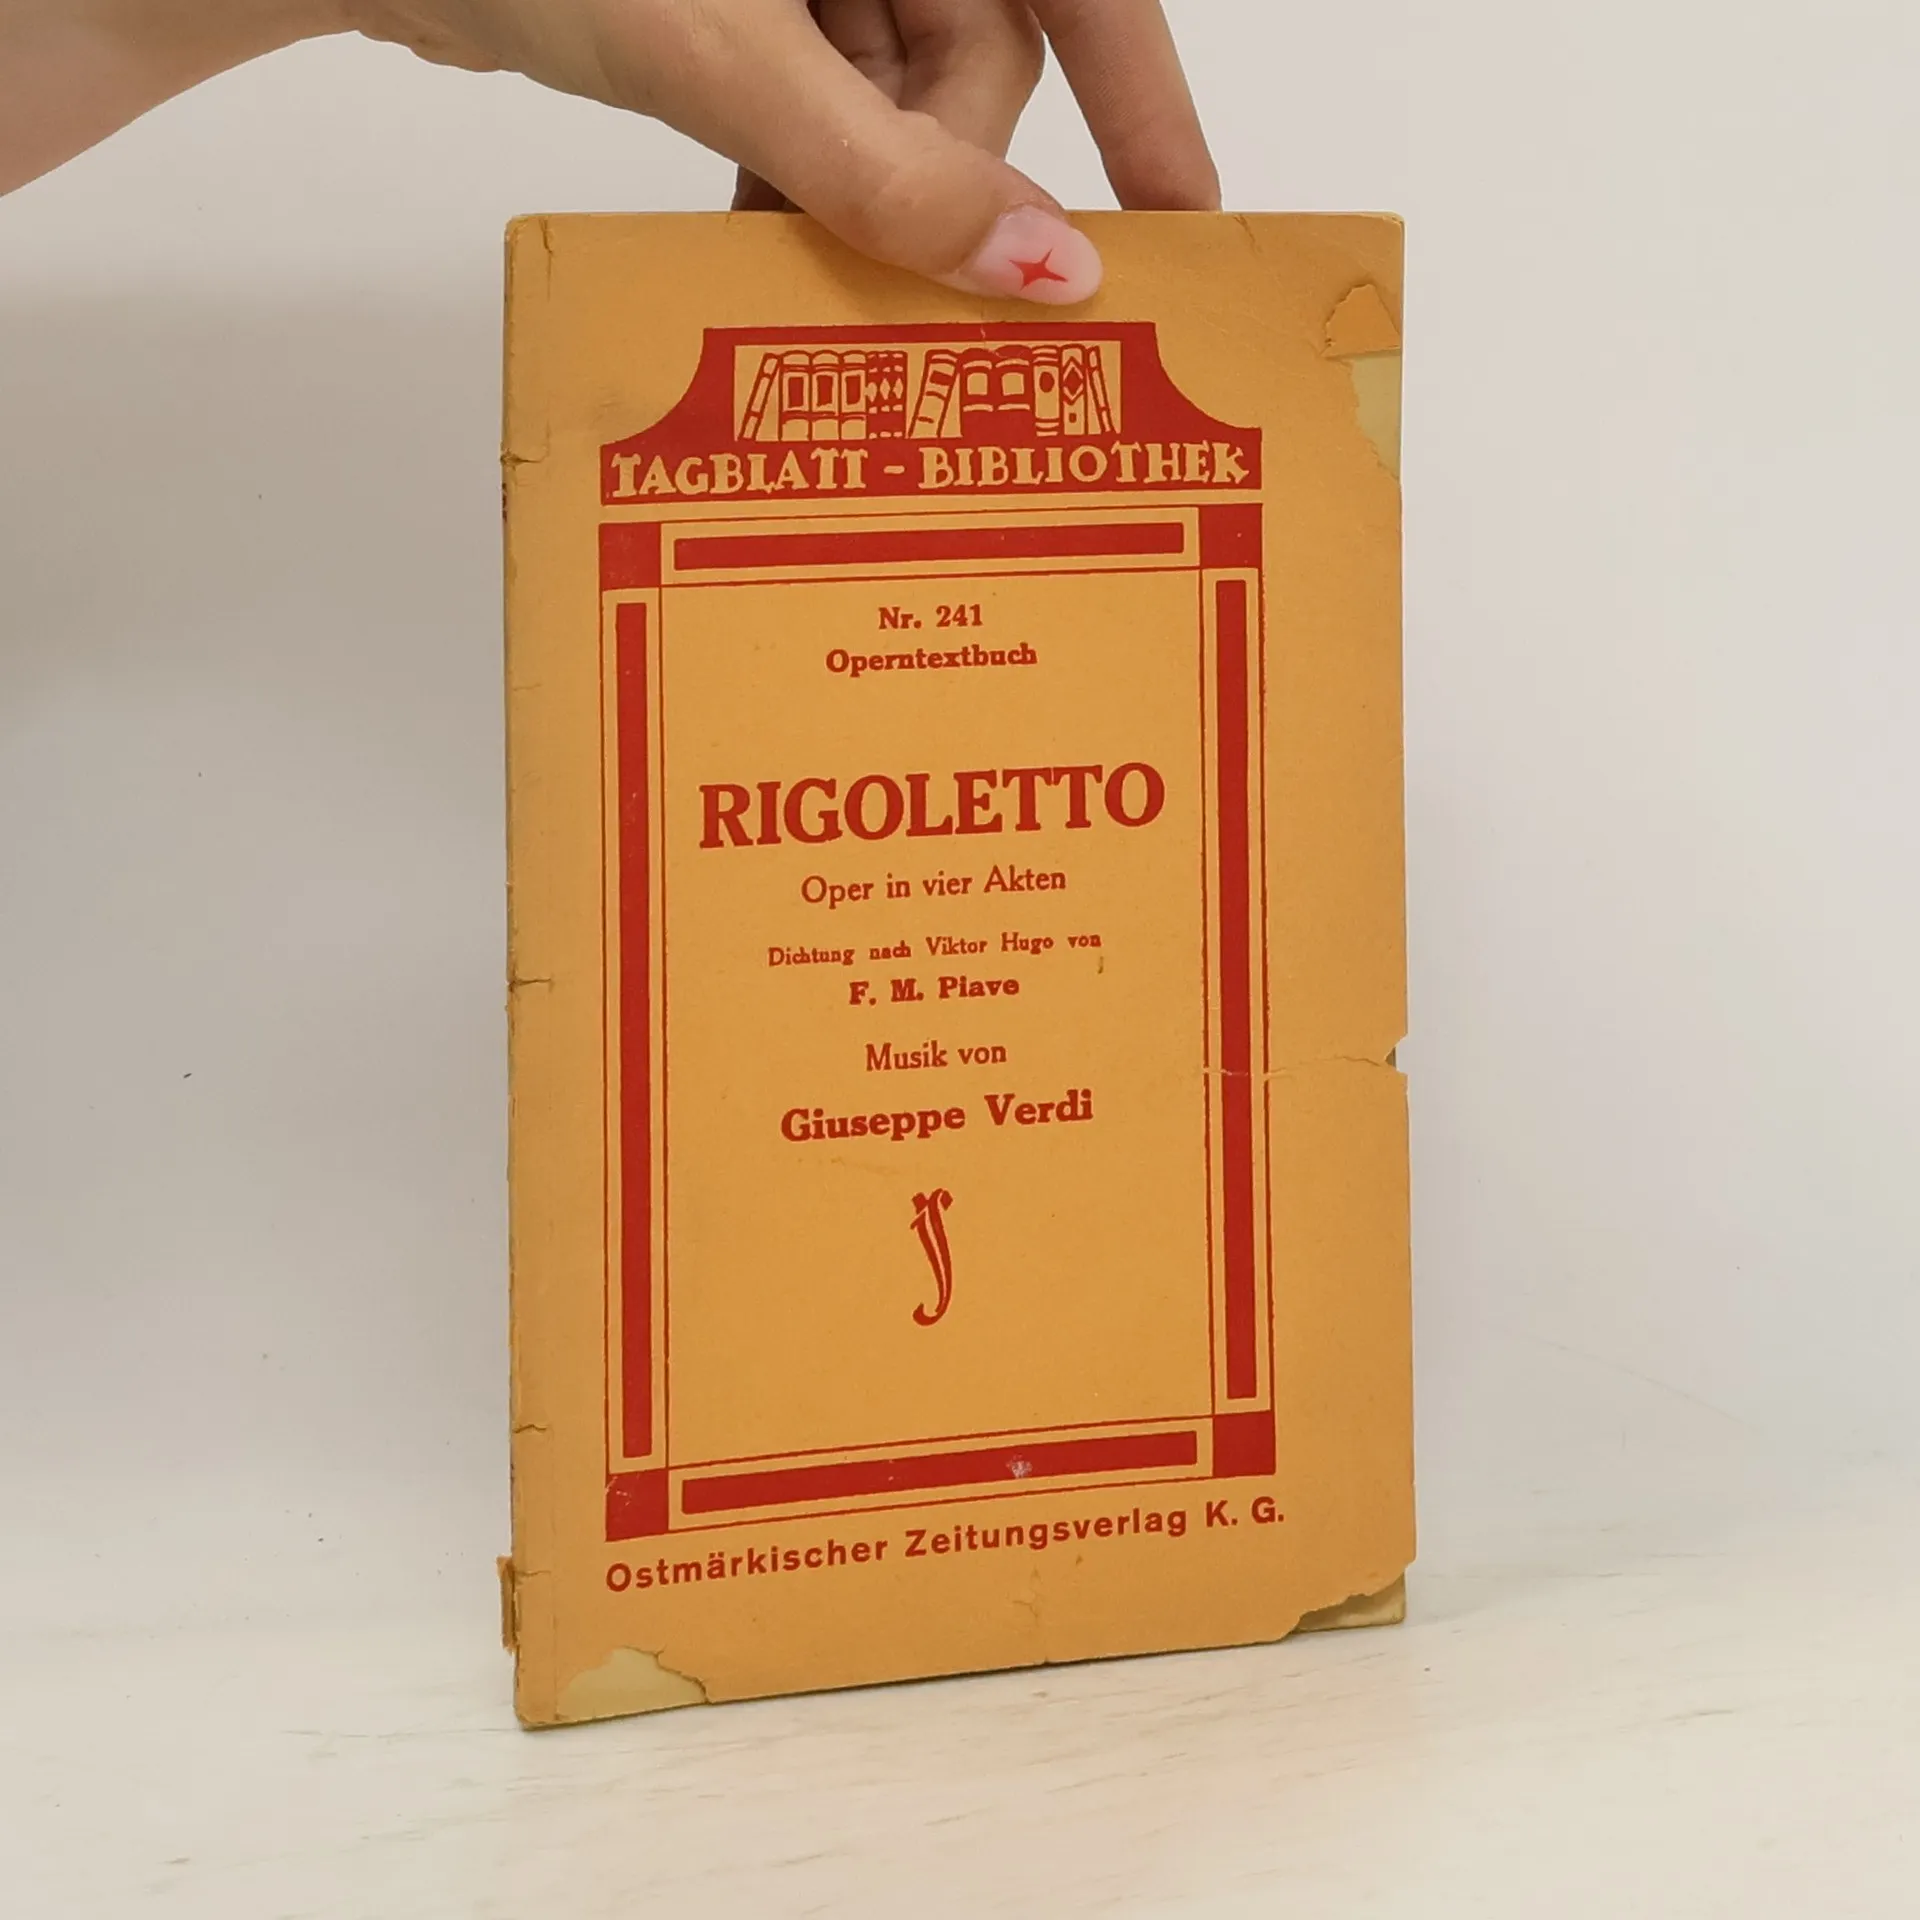 TAGBLATT-BIBLIOTHEK
Nr. 241
Operntextbuch
RIGOLETTO
Oper in vier Akten
Dichtung nach Viktor Hugo von
F. M. Piave
Musik von
Giuseppe Verdi
Ostmärkischer Zeitungsverlag K. G.